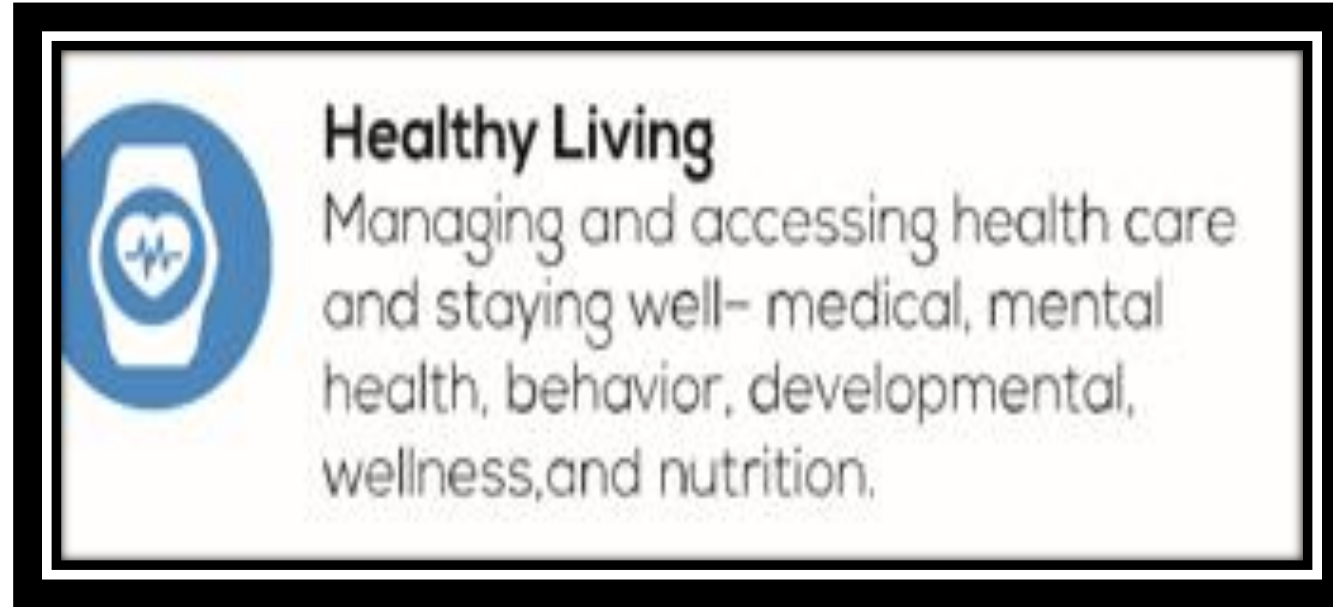 Healthy Living
Managing and accessing health care
and staying well- medical, mental
health, behavior, developmental,
wellness,and nutrition.